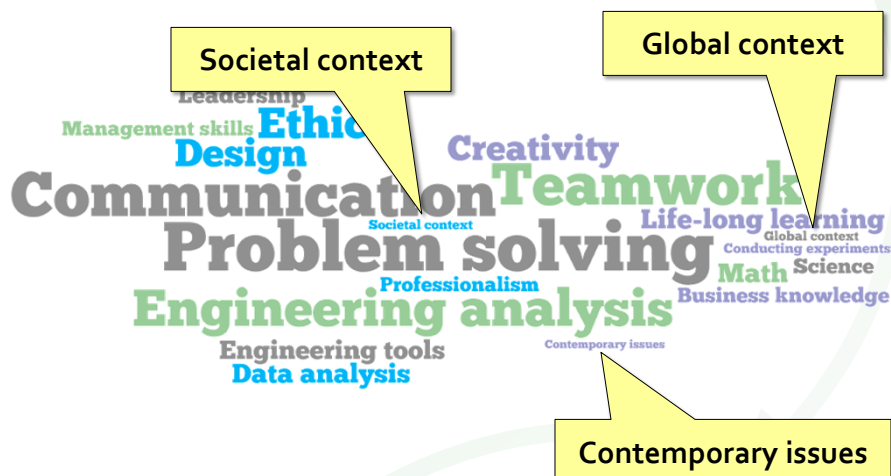 Societal context
Global context
Leadership
Management skills Ethic
Design
Creativity
Communication
Teamwork
Societal context
Life-long learning
Global context
Problem solving
Conducting experiments
Math Science
Professionalism
Business knowledge
Engineering analysis
Engineering tools
Contemporary issues
Data analysis
Contemporary issues